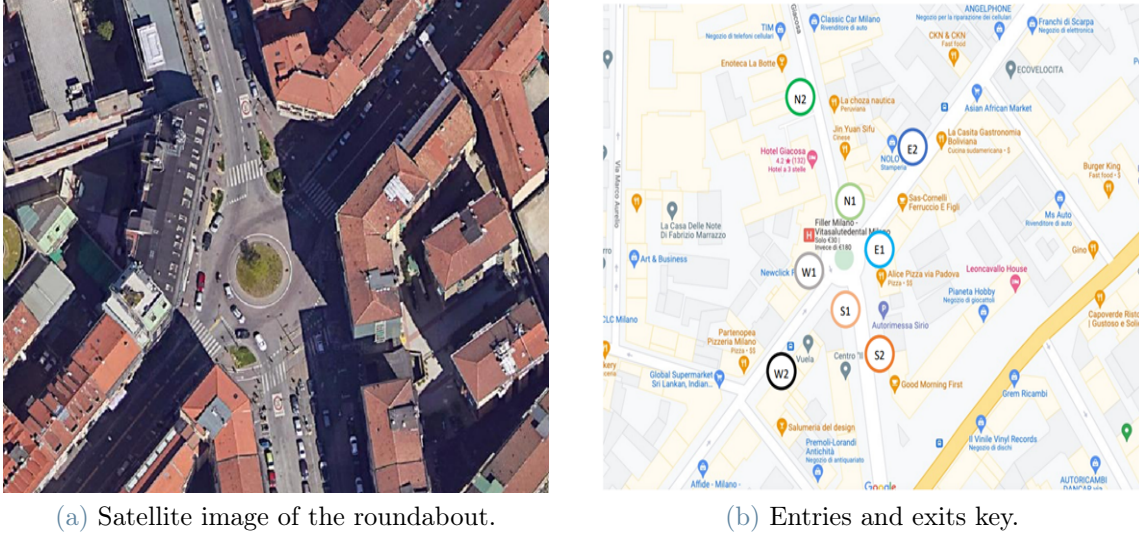 Giacosa
TIM
Negozio di telefoni cellulari
Classic Car Milano
Rivenditore di auto
ANGELPHONE
Negozio per la riparazione dei cellulari
Franchi di Scarpa
Negozio di elettronica
CKN & CKN
Fast food
Enoteca La Botte
ECOVELOCITA
N2
La choza nautica
Peruviana
Asian African Market
Jin Yuan Sifu
Cinese
E2
La Casita Gastronomia
Boliviana
Cucina sudamericana - $
Hotel Giacosa
4.2 ★ (132)
Hotel a 3 stelle
NOLO
Stamperia
Via Marco Aurelio
Burger King
Fast food - $
N1
Sas-Comelli
Ferruccio E Figli
Ms Auto
Rivenditore di auto
La Casa Delle Note
Di Fabrizio Marrazzo
Filler Milano -
Vitasalutedental Milano
Solo €30 |
Invece di €180
H
E1
Gino
Art & Business
Newclick
W1
Alice Pizza via Padova
Pizza - $$
Leoncavallo House
Pianeta Hobby
Negozio di giocattoli
Capoverde Risto
| Gustoso e Solo
CLC Milano
S1
P
Autorimessa Sirio
Partenopea
Pizzeria Milano
Pizza - $$
Vuela
Centro "Il
S2
W2
Global Supermarket
Sri Lankan, Indian...
Good Morning First
Grem Ricambi
Salumeria del design
Premoli-Lorandi
Antichità
Negozio di antiquariato
Il Vinile Vinyl Records
Negozio di dischi
Affide - Milano -
Google
AUTORICAMBI
(a) Satellite image of the roundabout.
(b) Entries and exits key.